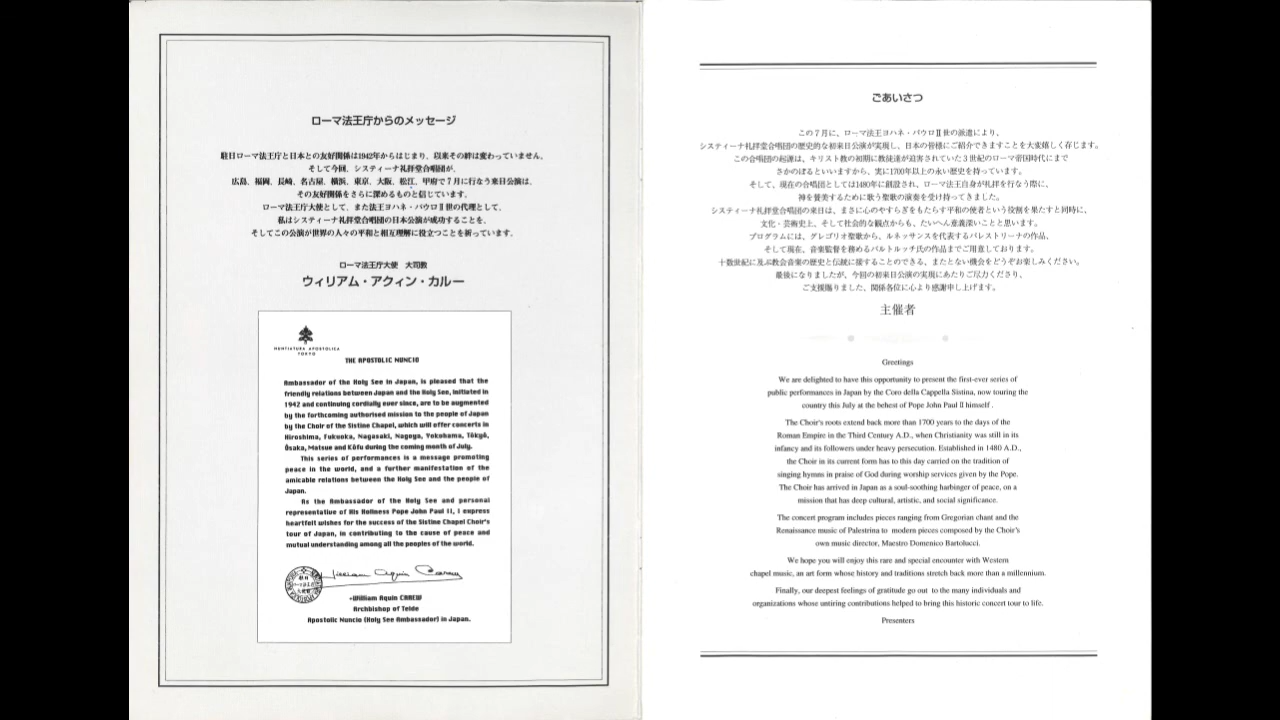 ローマ法王庁からのメッセージ
駐日ローマ法王庁と日本との友好関係は1942年からはじまり、以来その絆は変わっていません。
そして今回、システィーナ礼拝堂合唱団が、
広島、福岡、長崎、名古屋、横浜、東京、大阪、松江、甲府で7月に行なう来日公演は、
その友好関係をさらに深めるものと信じています。
ローマ法王庁大使として、また法王ヨハネ・パウロⅡ世の代理として、
私はシスティーナ礼拝堂合唱団の日本公演が成功することを、
そしてこの公演が世界の人々の平和と相互理解に役立つことを祈っています。
ローマ法王庁大使 大司教
ウィリアム・アクィン・カルー
NUNTIATURA APOSTOLICA
TOKYO
THE APOSTOLIC NUNCIO
Ambassador of the Holy See in Japan, is pleased that the
friendly relations between Japan and the Holy See, initiated in
1942 and continuing cordially ever since, are to be augmented
by the forthcoming authorised mission to the people of Japan
by the Choir of the Sistine Chapel, which will offer concerts in
Hiroshima, Fukuoka, Nagasaki, Nagoya, Yokohama, Tôkyô,
Ôsaka, Matsue and Kôfu during the coming month of July.
This series of performances is a message promoting
peace in the world, and a further manifestation of the
amicable relations between the Holy See and the people of
Japan.
As the Ambassador of the Holy See and personal
representative of His Holiness Pope John Paul II, I express
heartfelt wishes for the success of the Sistine Chapel Choir's
tour of Japan, in contributing to the cause of peace and
mutual understanding among all the peoples of the world.
William Aquin Carew
-William Aquin CAREW
Archbishop of Telde
Apostolic Nuncio (Holy See Ambassador) in Japan.
ごあいさつ
この7月に、ローマ法王ヨハネ・パウロⅡ世の派遣により、
システィーナ礼拝堂合唱団の歴史的な初来日公演が実現し、日本の皆様にご紹介できますことを大変嬉しく存じます。
この合唱団の起源は、キリスト教の初期に教徒達が迫害されていた3世紀のローマ帝国時代にまで
さかのぼるといいますから、実に1700年以上の永い歴史を持っています。
そして、現在の合唱団としては1480年に創設され、ローマ法王自身が礼拝を行なう際に、
神を賛美するために歌う聖歌の演奏を受け持ってきました。
システィーナ礼拝堂合唱団の来日は、まさに心のやすらぎをもたらす平和の使者という役割を果たすと同時に、
文化・芸術史上、そして社会的な観点からも、たいへん意義深いことと思います。
プログラムには、グレゴリオ聖歌から、ルネッサンスを代表するパレストリーナの作品、
そして現在、音楽監督を務めるバルトルッチ氏の作品までご用意しております。
十数世紀に及ぶ教会音楽の歴史と伝統に接することのできる、またとない機会をどうぞお楽しみください。
最後になりましたが、今回の初来日公演の実現にあたりご尽力くださり、
ご支援賜りました、関係各位に心より感謝申し上げます。
主催者
Greetings
We are delighted to have this opportunity to present the first-ever series of
public performances in Japan by the Coro della Cappella Sistina, now touring the
country this July at the behest of Pope John Paul II himself .
The Choir's roots extend back more than 1700 years to the days of the
Roman Empire in the Third Century A.D., when Christianity was still in its
infancy and its followers under heavy persecution. Established in 1480 A.D.,
the Choir in its current form has to this day carried on the tradition of
singing hymns in praise of God during worship services given by the Pope.
The Choir has arrived in Japan as a soul-soothing harbinger of peace, on a
mission that has deep cultural, artistic, and social significance.
The concert program includes pieces ranging from Gregorian chant and the
Renaissance music of Palestrina to modern pieces composed by the Choir's
own music director, Maestro Domenico Bartolucci.
We hope you will enjoy this rare and special encounter with Western
chapel music, an art form whose history and traditions stretch back more than a millennium.
Finally, our deepest feelings of gratitude go out to the many individuals and
organizations whose untiring contributions helped to bring this historic concert tour to life.
Presenters